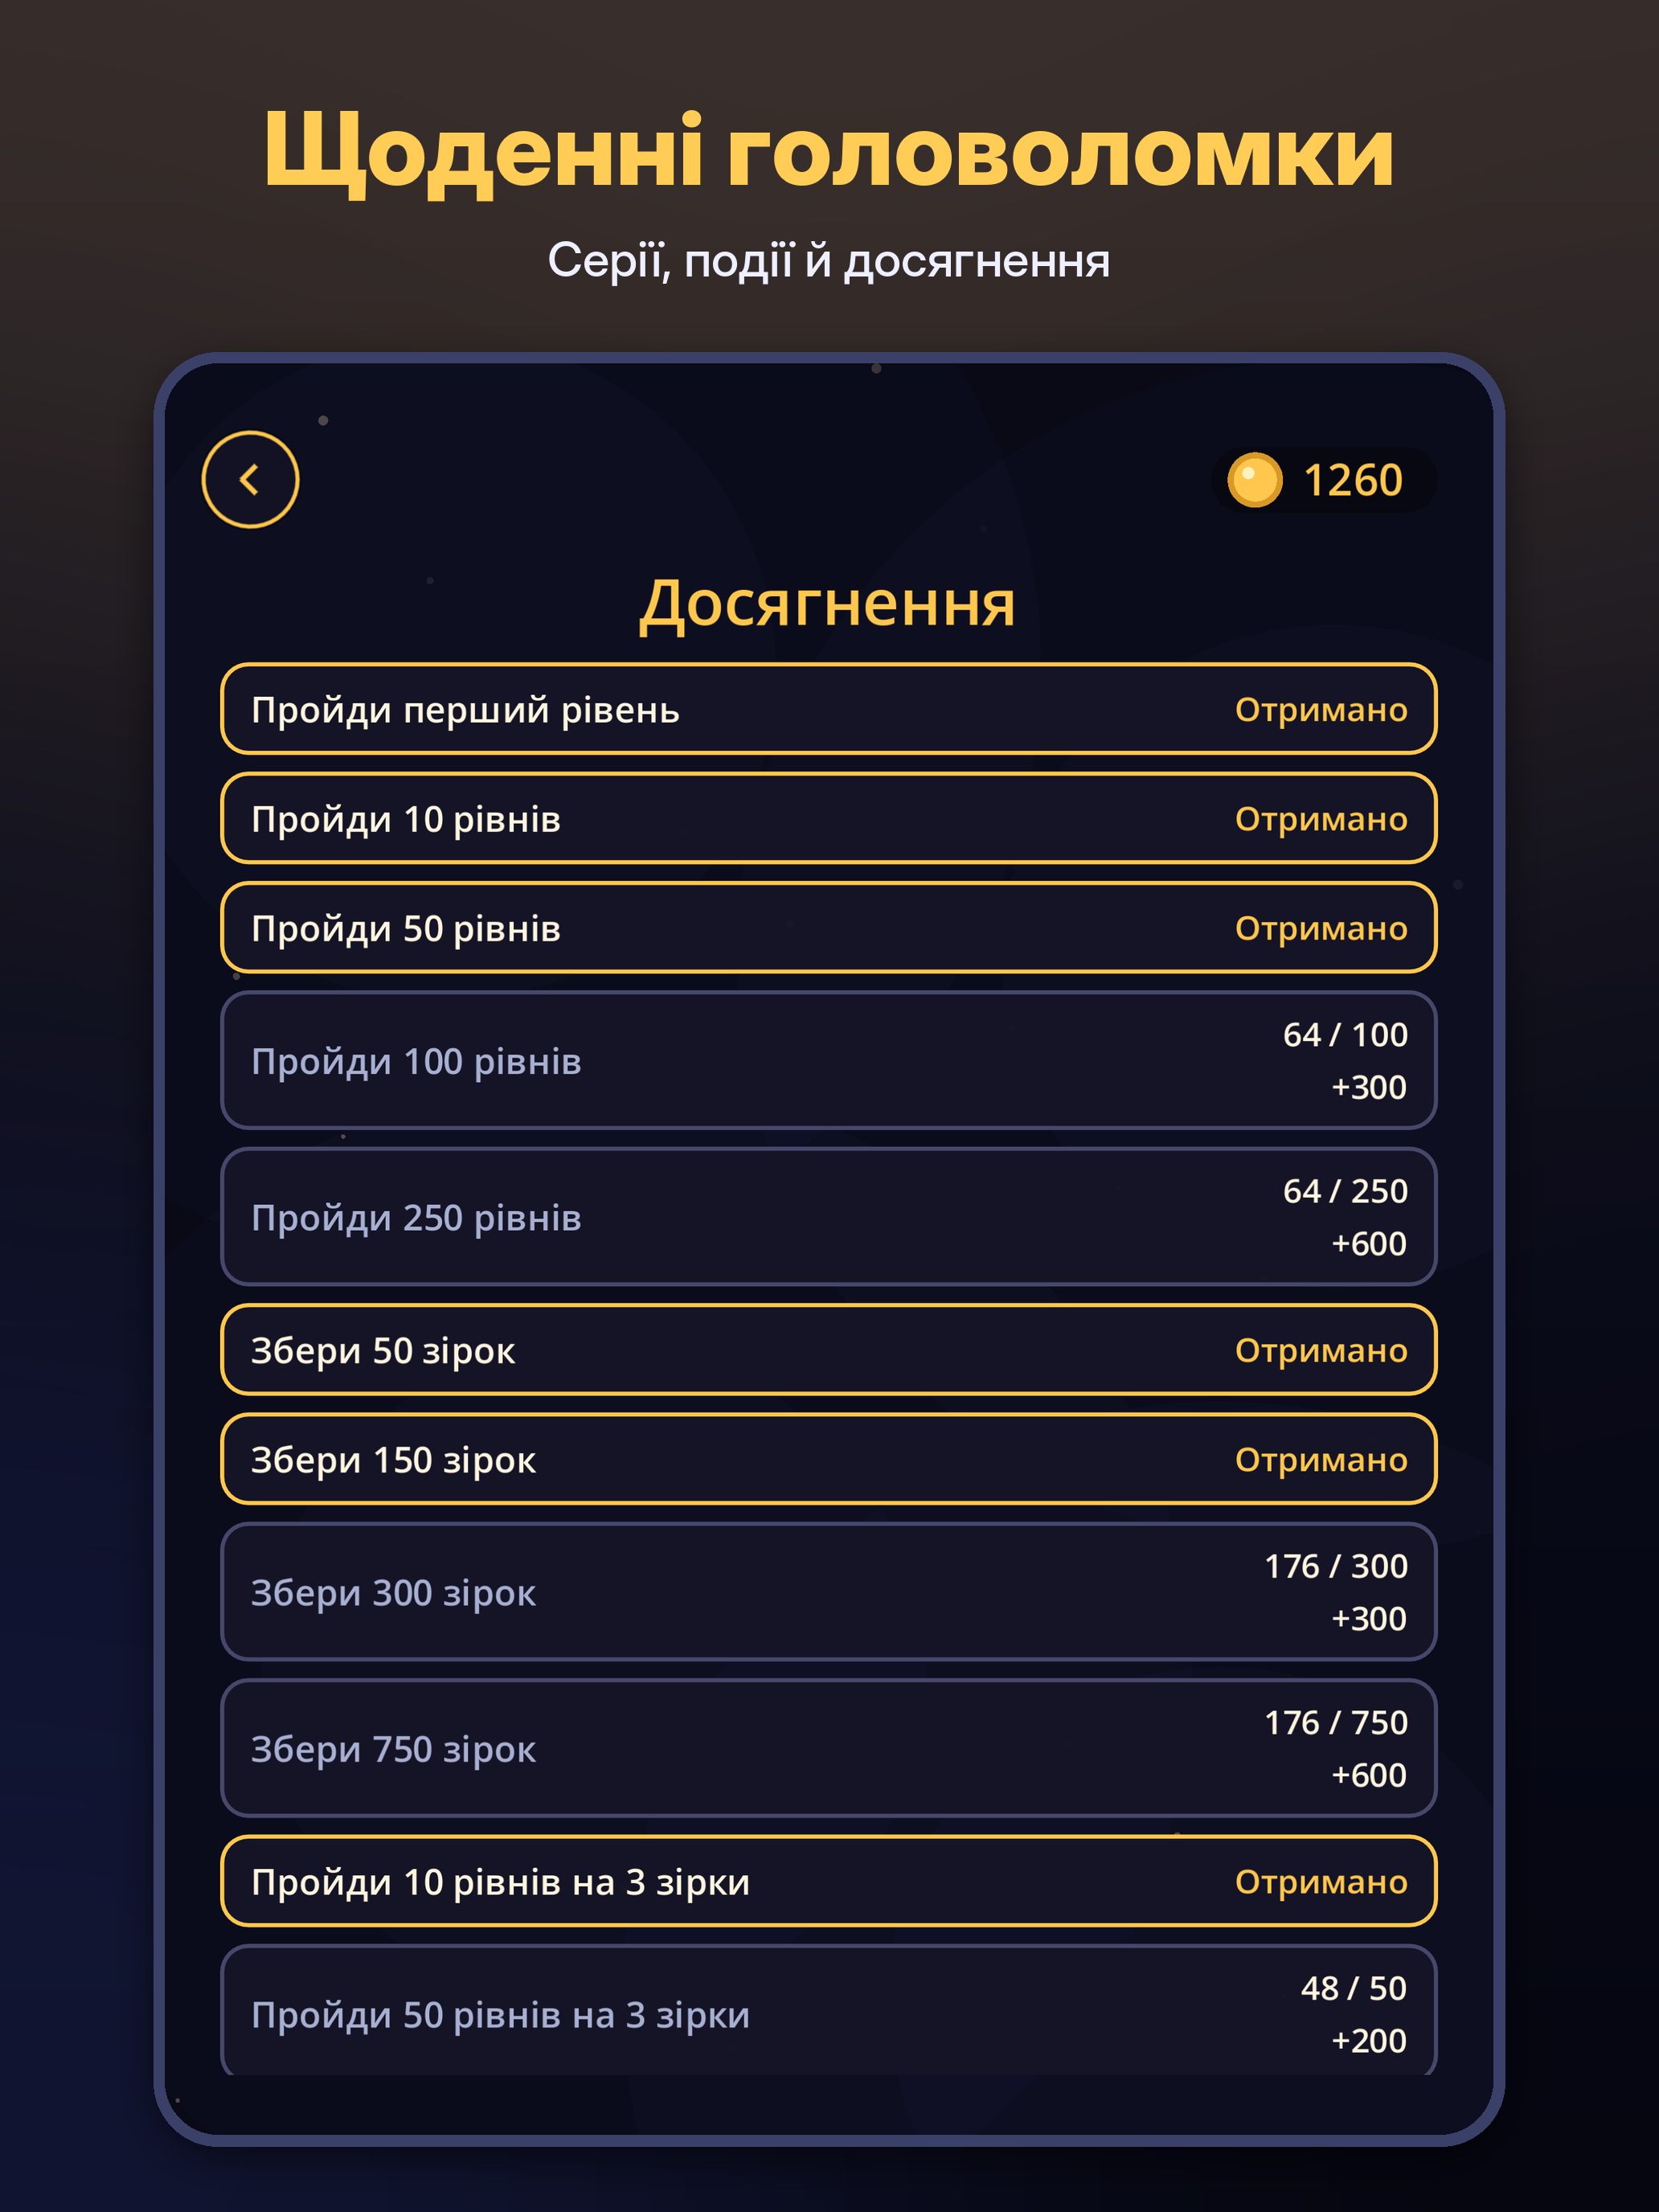 Щоденні головоломки
Серії, події й досягнення
1260
Досягнення
Пройди перший рівень Отримано
Пройди 10 рівнів Отримано
Пройди 50 рівнів Отримано
Пройди 100 рівнів 64 / 100
+300
Пройди 250 рівнів 64 / 250
+600
Збери 50 зірок Отримано
Збери 150 зірок Отримано
Збери 300 зірок 176 / 300
+300
Збери 750 зірок 176 / 750
+600
Пройди 10 рівнів на 3 зірки Отримано
Пройди 50 рівнів на 3 зірки 48 / 50
+200